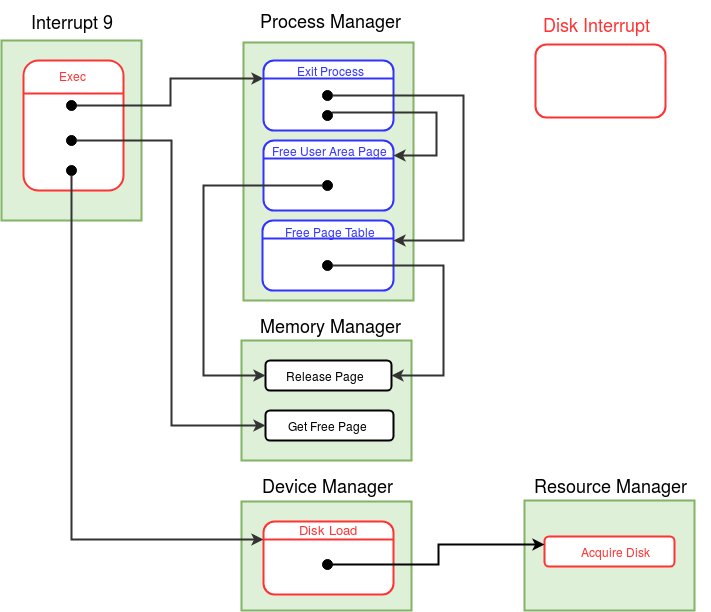 Interrupt 9
Process Manager
Disk Interrupt
Exec
Exit Process
Free User Area Page
Free Page Table
Memory Manager
Release Page
Get Free Page
Device Manager
Resource Manager
Disk Load
Acquire Disk